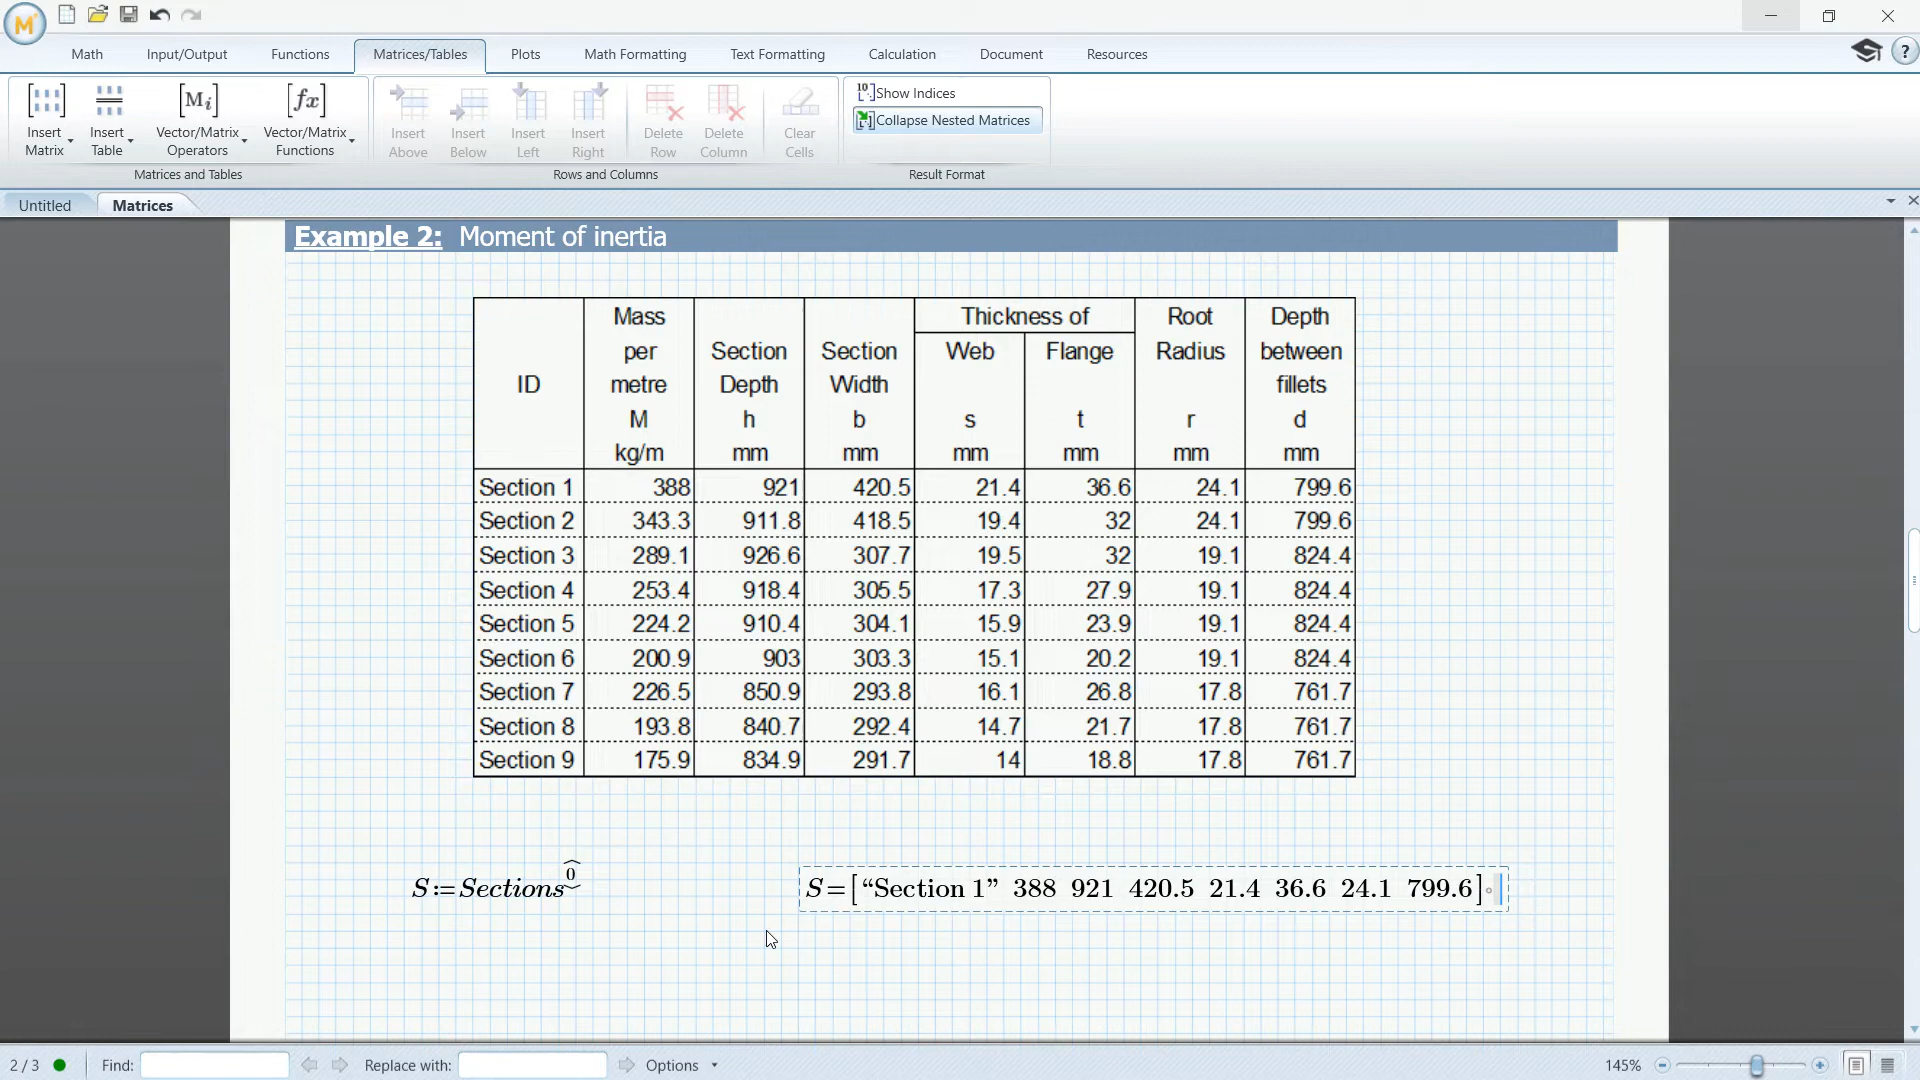 Math Input/Output Functions Matrices/Tables Plots Math Formatting Text Formatting Calculation Document Resources
Insert Matrix
Insert Table
Vector/Matrix Operators
Vector/Matrix Functions
Insert Above
Insert Below
Insert Left
Insert Right
Delete Row
Delete Column
Clear Cells
Show Indices
Collapse Nested Matrices
Matrices and Tables
Rows and Columns
Result Format
Untitled Matrices
Example 2: Moment of inertia
ID
Mass per metre M kg/m
Section Depth h mm
Section Width b mm
Thickness of
Web s mm
Flange t mm
Root Radius r mm
Depth between fillets d mm
Section 1 388 921 420.5 21.4 36.6 24.1 799.6
Section 2 343.3 911.8 418.5 19.4 32 24.1 799.6
Section 3 289.1 926.6 307.7 19.5 32 19.1 824.4
Section 4 253.4 918.4 305.5 17.3 27.9 19.1 824.4
Section 5 224.2 910.4 304.1 15.9 23.9 19.1 824.4
Section 6 200.9 903 303.3 15.1 20.2 19.1 824.4
Section 7 226.5 850.9 293.8 16.1 26.8 17.8 761.7
Section 8 193.8 840.7 292.4 14.7 21.7 17.8 761.7
Section 9 175.9 834.9 291.7 14 18.8 17.8 761.7
S:=Sections 0
S=[“Section 1” 388 921 420.5 21.4 36.6 24.1 799.6]
2 / 3 Find: Replace with: Options 145%